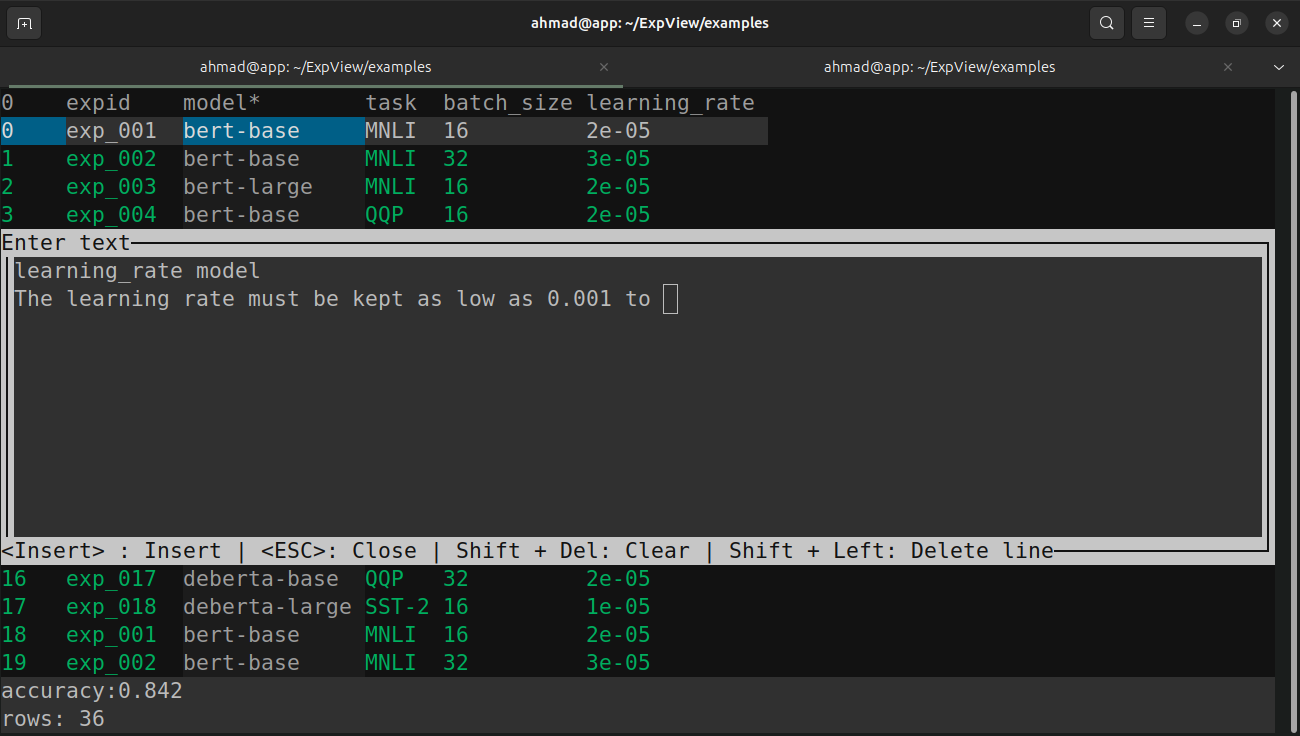 ahmad@app: ~/ExpView/examples
ahmad@app: ~/ExpView/examples ahmad@app: ~/ExpView/examples
0 expid model* task batch_size learning_rate
0 exp_001 bert-base MNLI 16 2e-05
1 exp_002 bert-base MNLI 32 3e-05
2 exp_003 bert-large MNLI 16 2e-05
3 exp_004 bert-base QQP 16 2e-05
Enter text
learning_rate model
The learning rate must be kept as low as 0.001 to
<Insert> : Insert | <ESC>: Close | Shift + Del: Clear | Shift + Left: Delete line
16 exp_017 deberta-base QQP 32 2e-05
17 exp_018 deberta-large SST-2 16 1e-05
18 exp_001 bert-base MNLI 16 2e-05
19 exp_002 bert-base MNLI 32 3e-05
accuracy:0.842
rows: 36